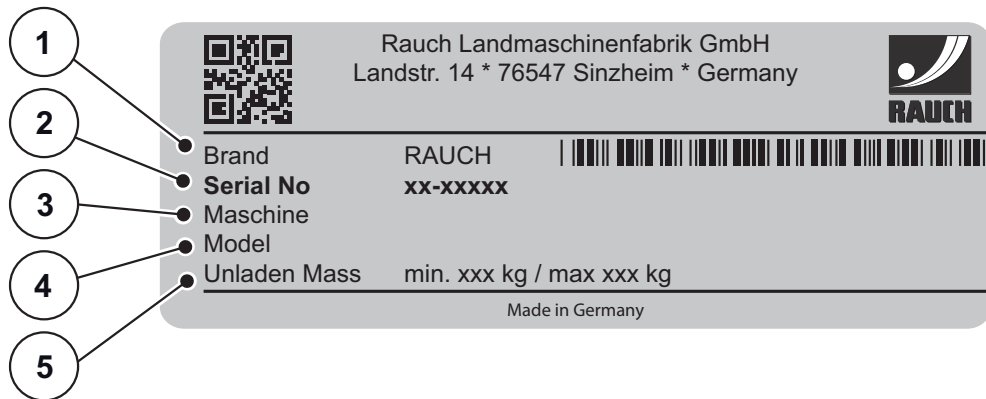 Rauch Landmaschinenfabrik GmbH
Landstr. 14 * 76547 Sinzheim * Germany
RAUCH
1
Brand RAUCH
2
Serial No xx-xxxxx
3
Maschine
4
Model
5
Unladen Mass min. xxx kg / max xxx kg
Made in Germany